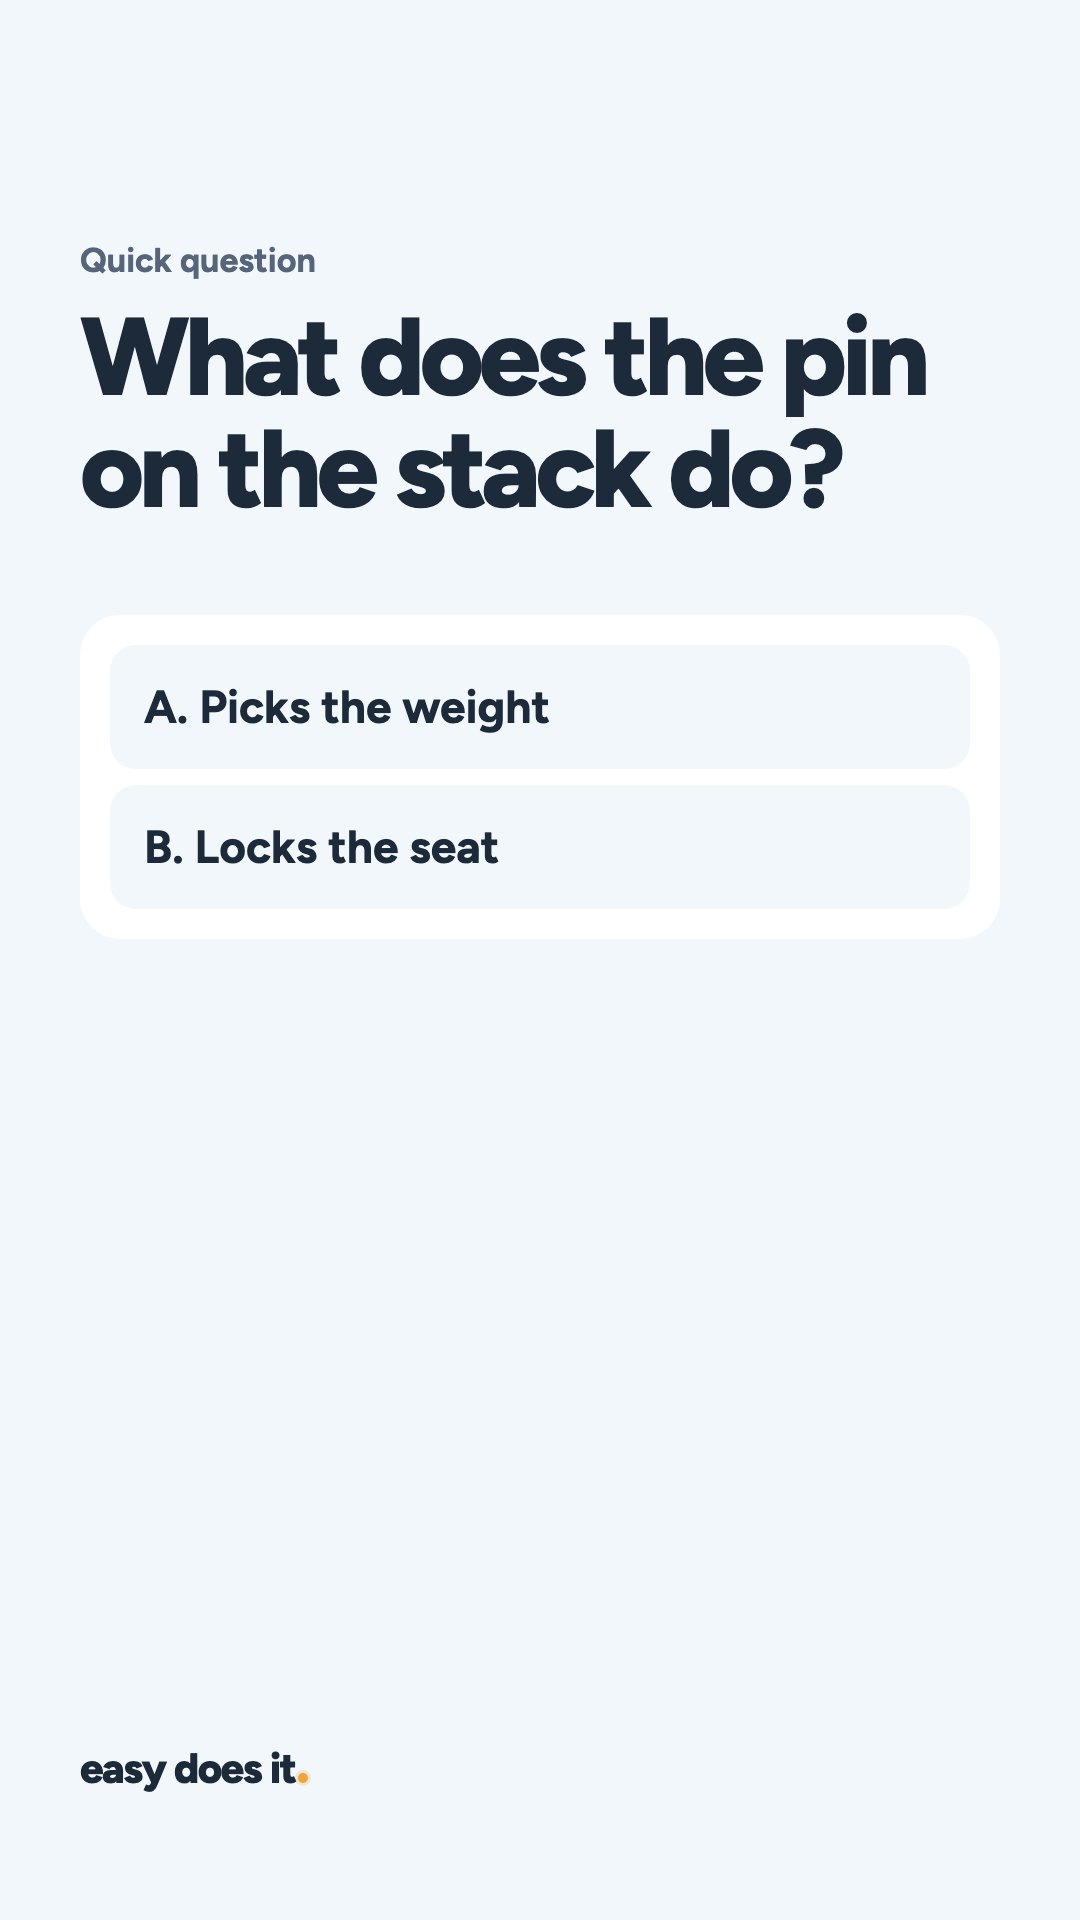 Quick question
What does the pin
on the stack do?
A. Picks the weight
B. Locks the seat
easy does it.